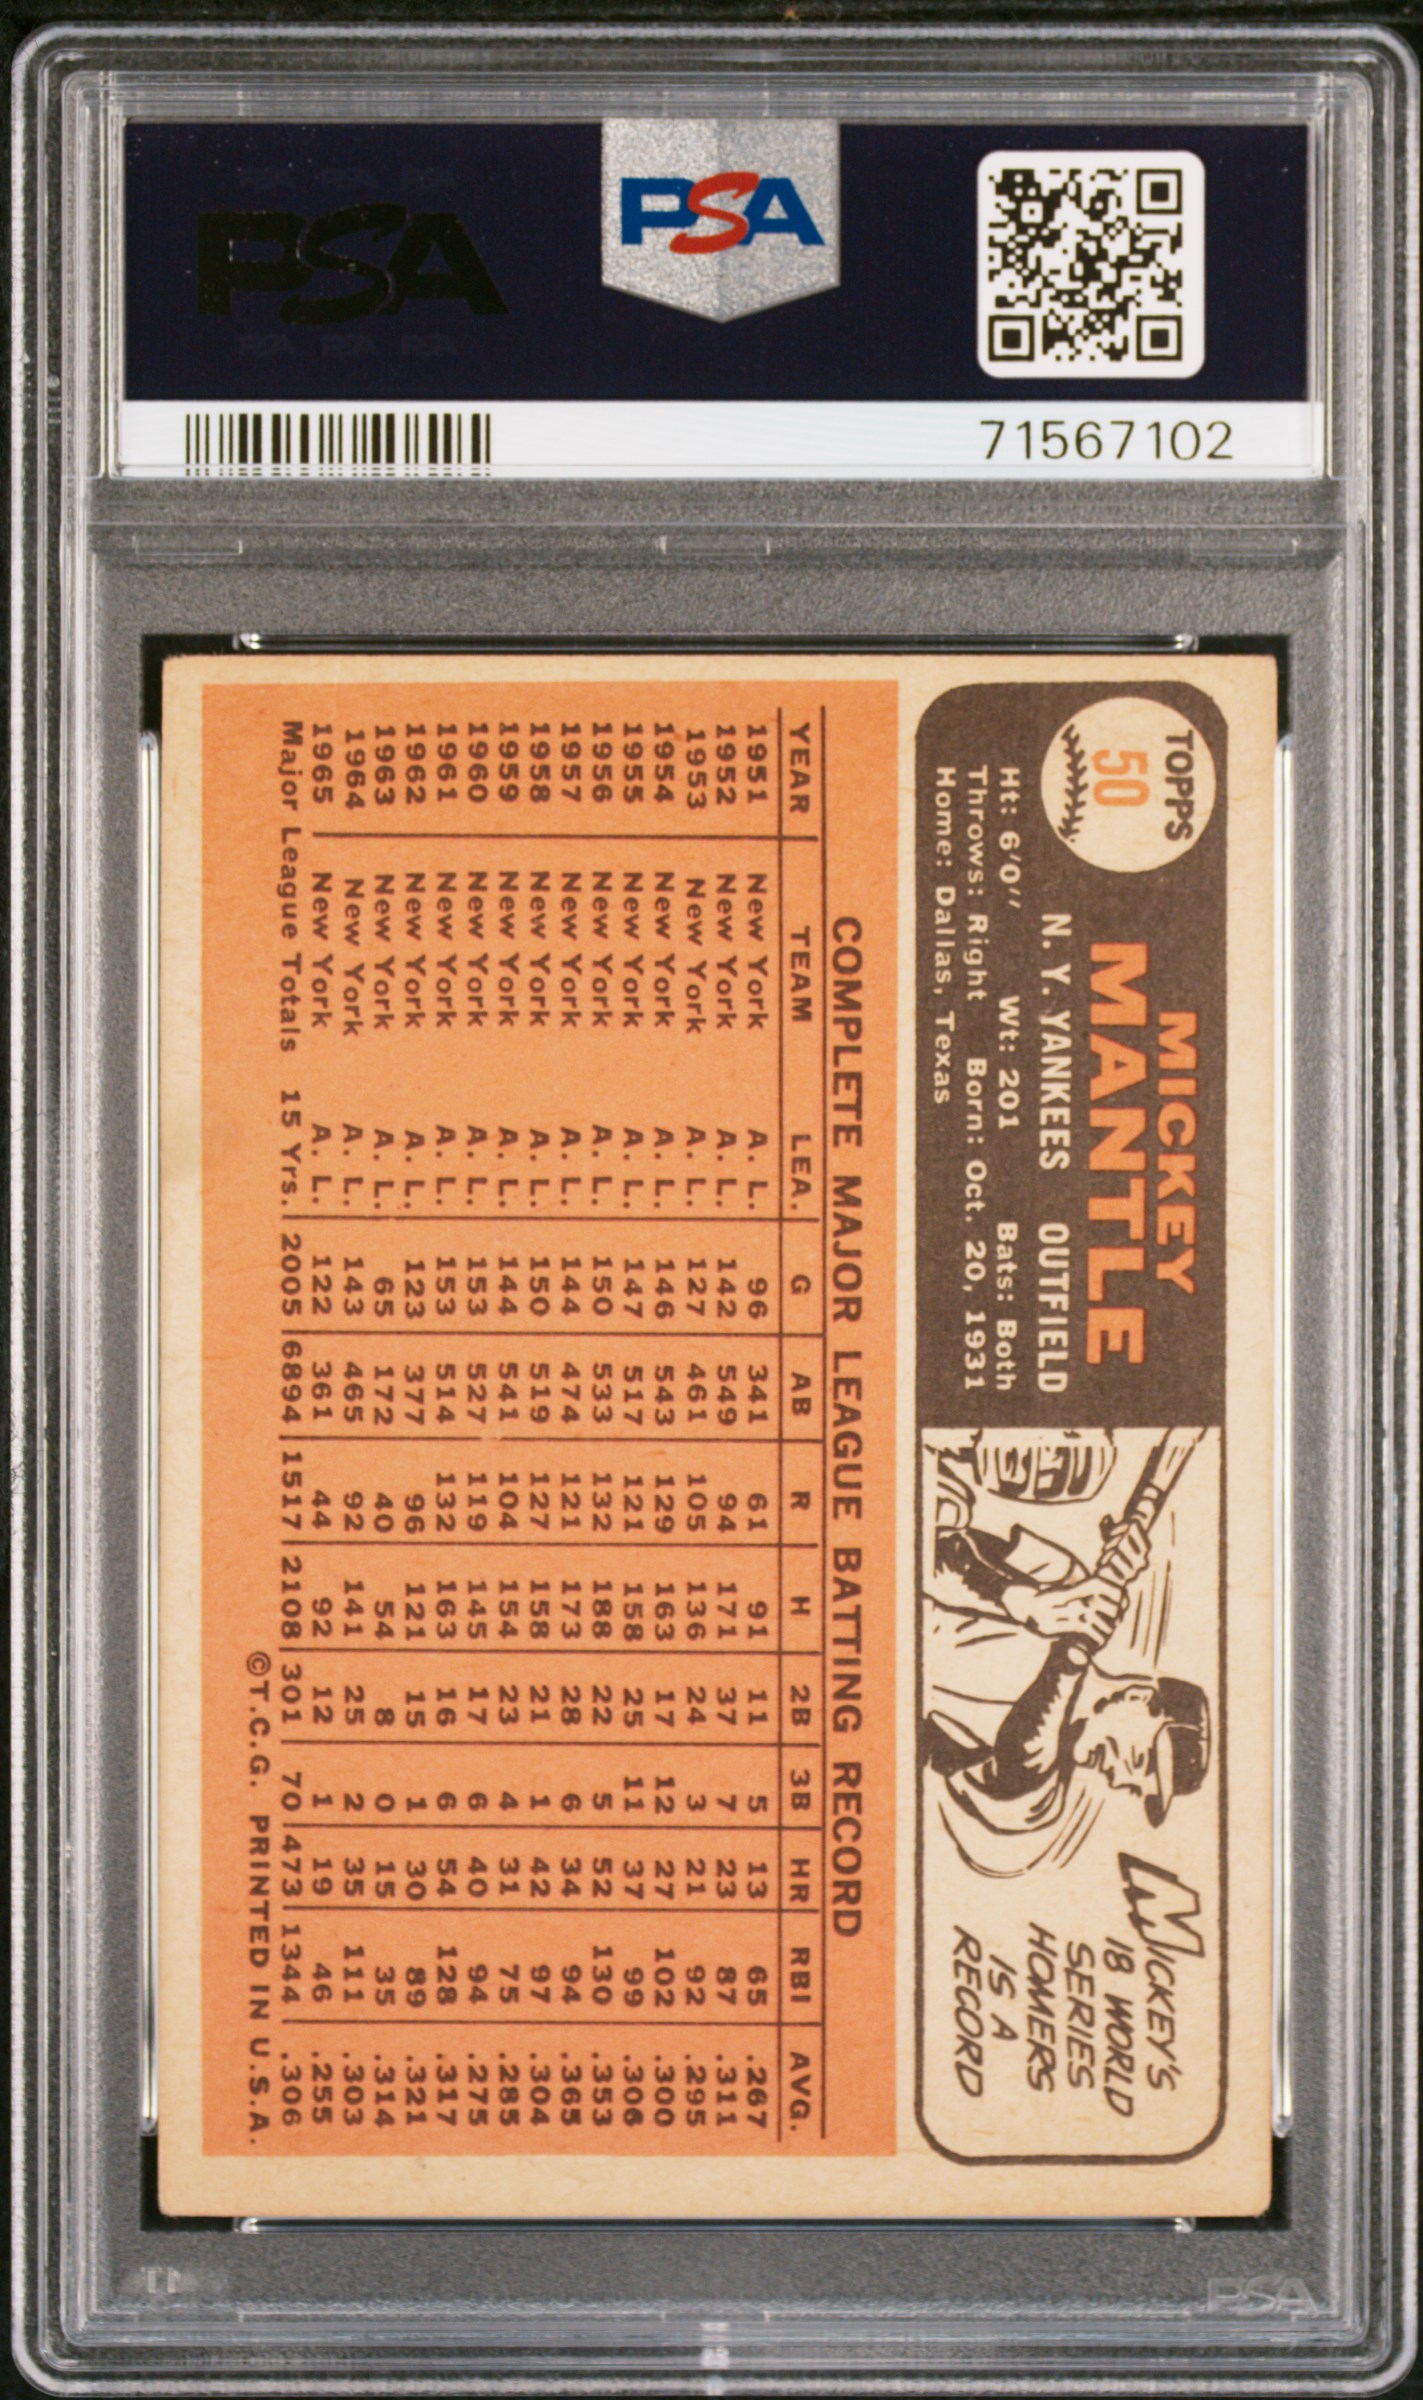 PSA
PSA
71567102
TOPPS
50
MICKEY
MANTLE
N. Y. YANKEES OUTFIELD
Ht: 6'0" Wt: 201 Bats: Both
Throws: Right Born: Oct. 20, 1931
Home: Dallas, Texas
MICKEY'S
18 WORLD
SERIES
HOMERS
IS A
RECORD
COMPLETE MAJOR LEAGUE BATTING RECORD
YEAR TEAM LEA. G AB R H 2B 3B HR RBI AVG.
1951 New York A. L. 96 341 61 91 11 5 13 65 .267
1952 New York A. L. 142 549 94 171 37 7 23 87 .311
1953 New York A. L. 127 461 105 136 24 3 21 92 .295
1954 New York A. L. 146 543 129 163 17 12 27 102 .300
1955 New York A. L. 147 517 121 158 25 11 37 99 .306
1956 New York A. L. 150 533 132 188 22 5 52 130 .353
1957 New York A. L. 144 474 121 173 28 6 34 94 .365
1958 New York A. L. 150 519 127 158 21 1 42 97 .304
1959 New York A. L. 144 541 104 154 23 4 31 75 .285
1960 New York A. L. 153 527 119 145 17 6 40 94 .275
1961 New York A. L. 153 514 132 163 16 6 54 128 .317
1962 New York A. L. 123 377 96 121 15 1 30 89 .321
1963 New York A. L. 65 172 40 54 8 0 15 35 .314
1964 New York A. L. 143 465 92 141 25 2 35 111 .303
1965 New York A. L. 122 361 44 92 12 1 19 46 .255
Major League Totals 15 Yrs. 2005 6894 1517 2108 301 70 473 1344 .306
©T.C.G. PRINTED IN U.S.A.
PSA